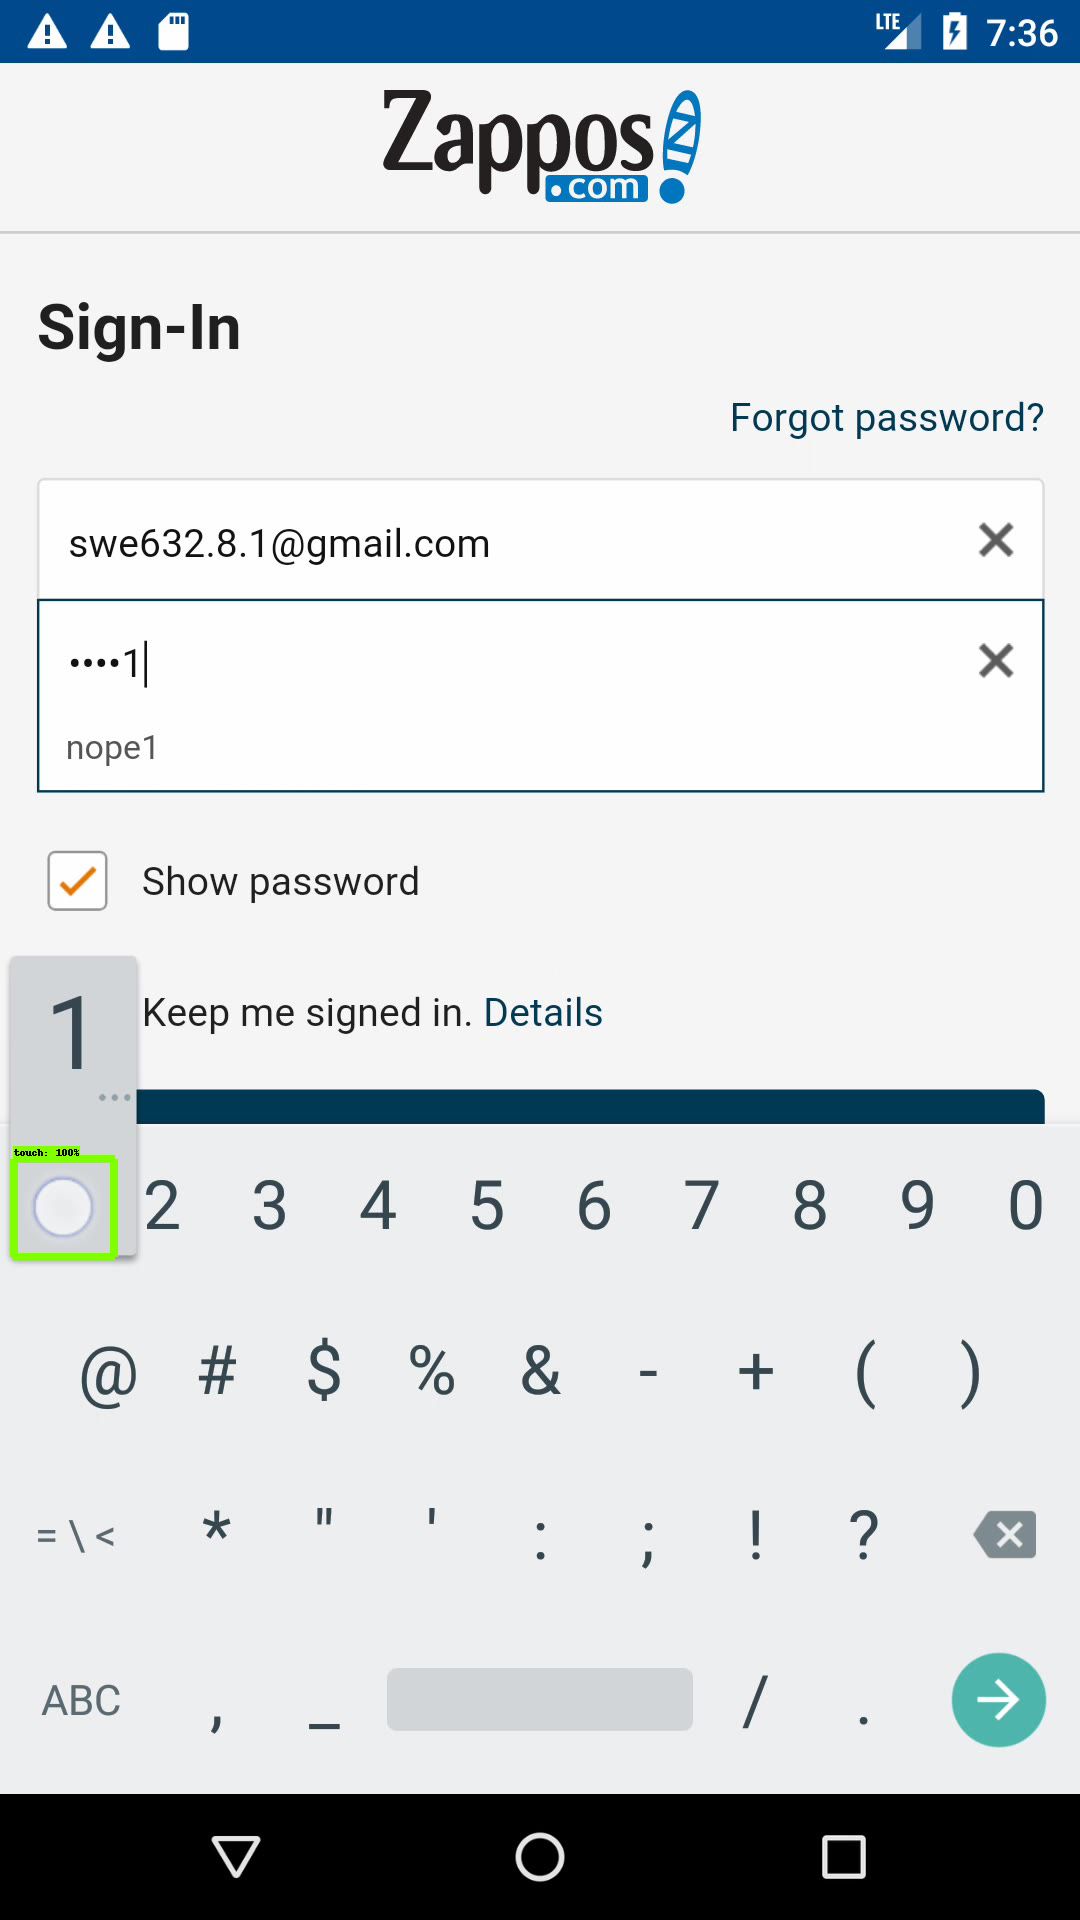 LTE 7:36
Zappos
.com
Sign-In
Forgot password?
swe632.8.1@gmail.com
••••1
nope1
Show password
1
Keep me signed in. Details
...
touch: 100%
2 3 4 5 6 7 8 9 0
@ # $ % & - + ( )
= \ < * " ' : ; ! ?
ABC , _ / .